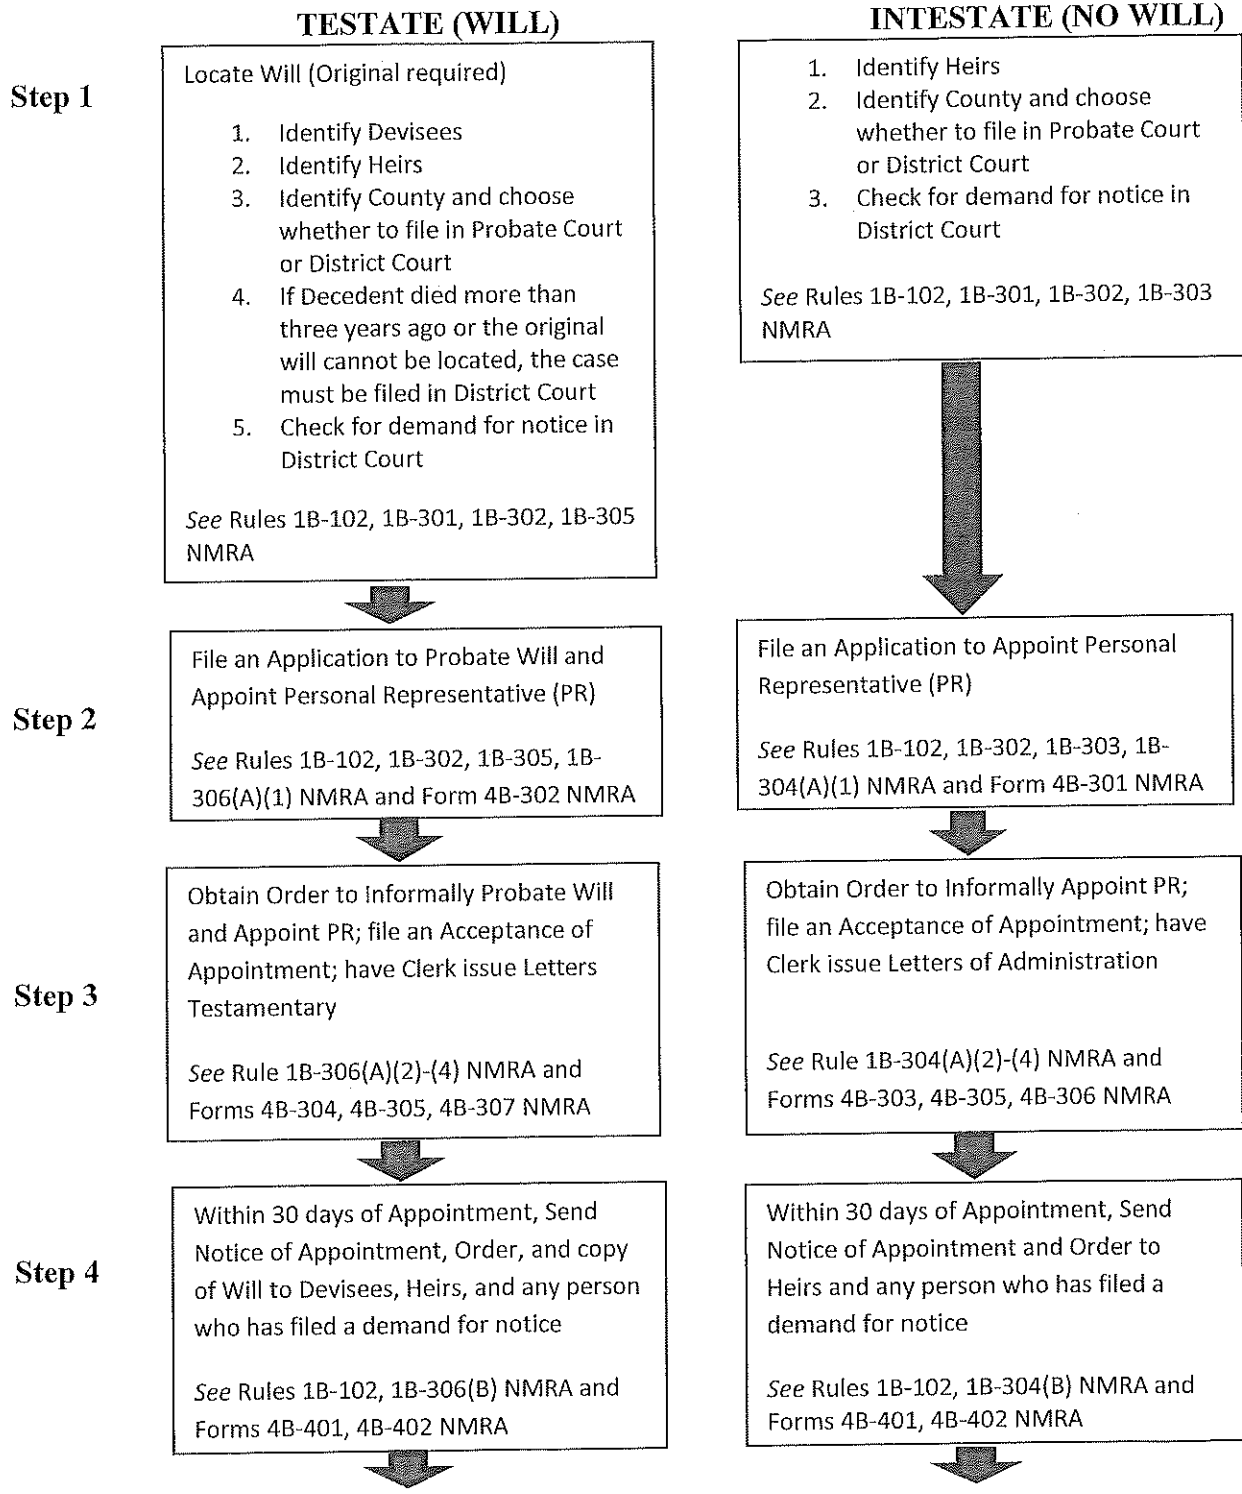 TESTATE (WILL)
INTESTATE (NO WILL)
Step 1
Locate Will (Original required)
1. Identify Devisees
2. Identify Heirs
3. Identify County and choose
whether to file in Probate Court
or District Court
4. If Decedent died more than
three years ago or the original
will cannot be located, the case
must be filed in District Court
5. Check for demand for notice in
District Court
See Rules 1B-102, 1B-301, 1B-302, 1B-305
NMRA
1. Identify Heirs
2. Identify County and choose
whether to file in Probate Court
or District Court
3. Check for demand for notice in
District Court
See Rules 1B-102, 1B-301, 1B-302, 1B-303
NMRA
Step 2
File an Application to Probate Will and
Appoint Personal Representative (PR)
See Rules 1B-102, 1B-302, 1B-305, 1B-
306(A)(1) NMRA and Form 4B-302 NMRA
File an Application to Appoint Personal
Representative (PR)
See Rules 1B-102, 1B-302, 1B-303, 1B-
304(A)(1) NMRA and Form 4B-301 NMRA
Step 3
Obtain Order to Informally Probate Will
and Appoint PR; file an Acceptance of
Appointment; have Clerk issue Letters
Testamentary
See Rule 1B-306(A)(2)-(4) NMRA and
Forms 4B-304, 4B-305, 4B-307 NMRA
Obtain Order to Informally Appoint PR;
file an Acceptance of Appointment; have
Clerk issue Letters of Administration
See Rule 1B-304(A)(2)-(4) NMRA and
Forms 4B-303, 4B-305, 4B-306 NMRA
Step 4
Within 30 days of Appointment, Send
Notice of Appointment, Order, and copy
of Will to Devisees, Heirs, and any person
who has filed a demand for notice
See Rules 1B-102, 1B-306(B) NMRA and
Forms 4B-401, 4B-402 NMRA
Within 30 days of Appointment, Send
Notice of Appointment and Order to
Heirs and any person who has filed a
demand for notice
See Rules 1B-102, 1B-304(B) NMRA and
Forms 4B-401, 4B-402 NMRA